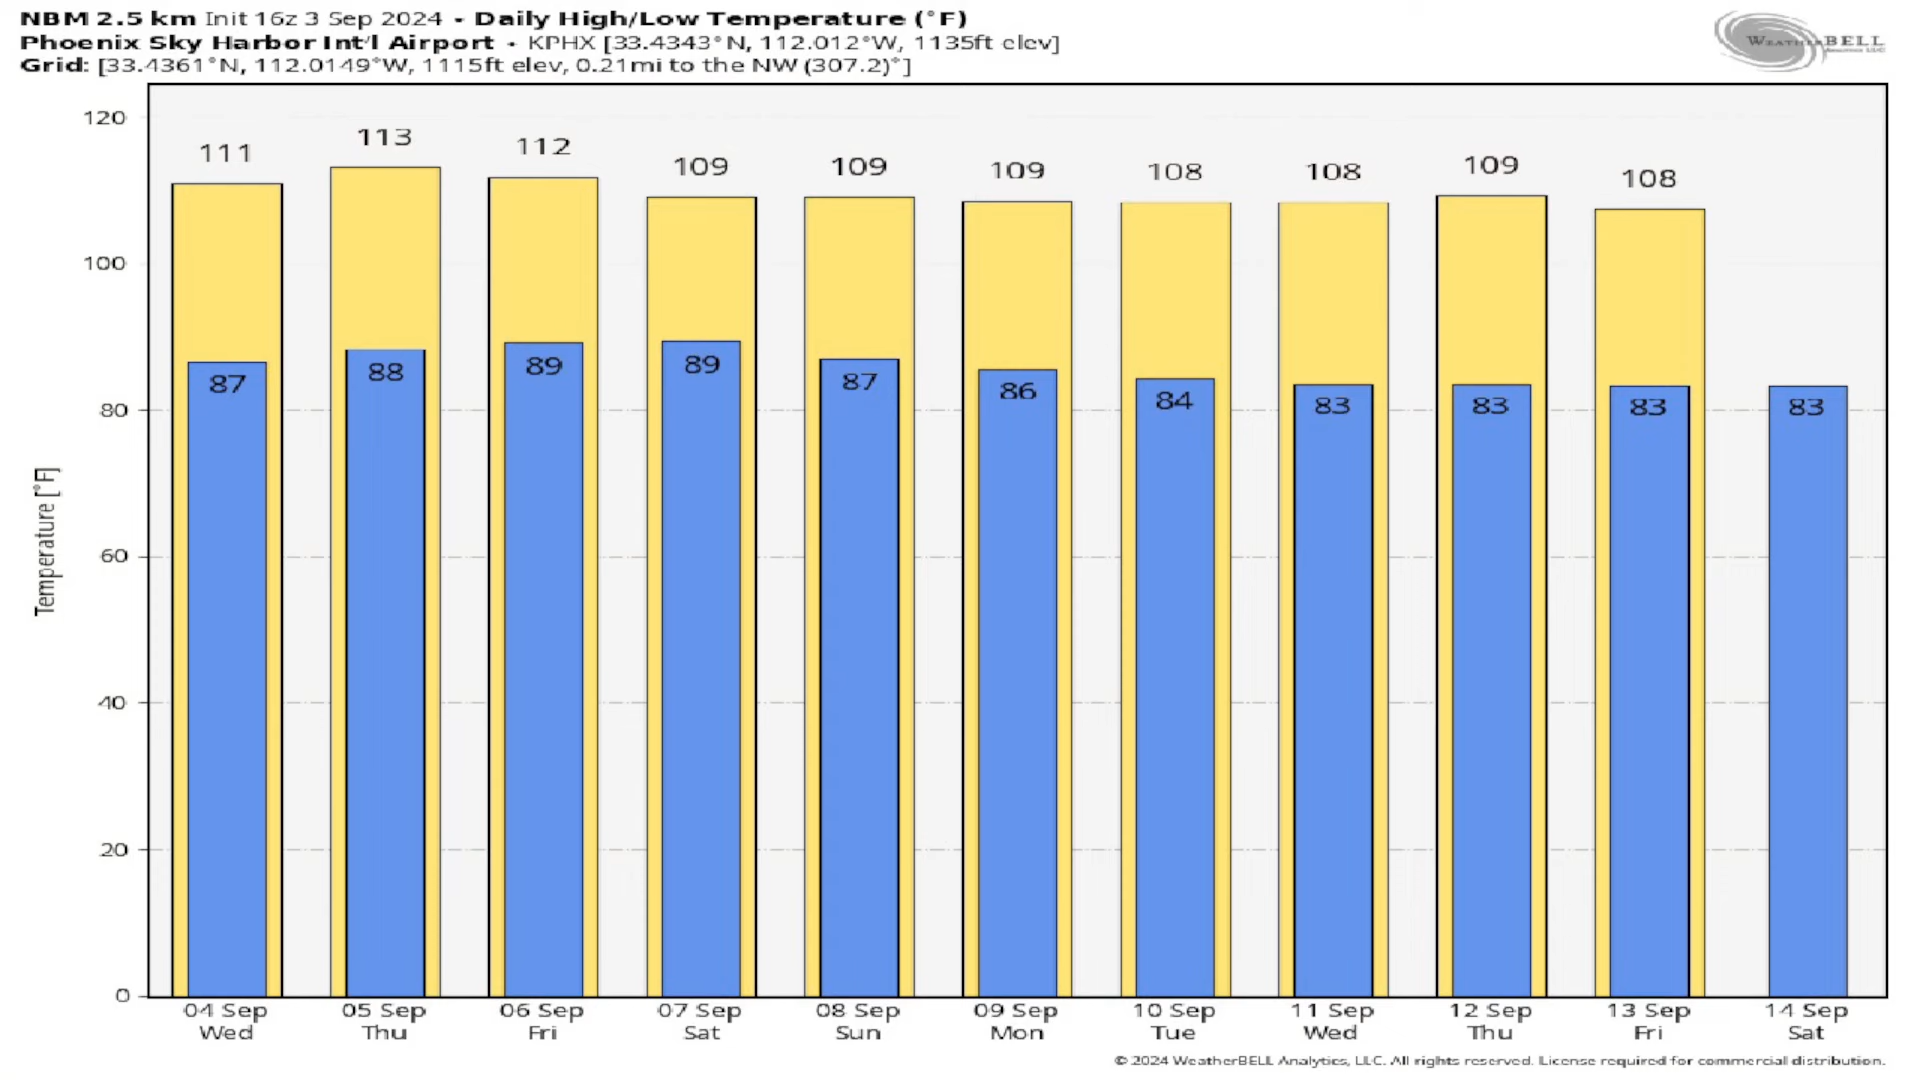 NBM 2.5 km Init 16z 3 Sep 2024 • Daily High/Low Temperature (°F)
Phoenix Sky Harbor Int'l Airport • KPHX [33.4343°N, 112.012°W, 1135ft elev]
Grid: [33.4361°N, 112.0149°W, 1115ft elev, 0.21mi to the NW (307.2)°]
WEATHERBELL
Analytics LLC
120
100
80
60
40
20
0
Temperature [°F]
111 113 112 109 109 109 108 108 109 108
87 88 89 89 87 86 84 83 83 83 83
04 Sep 05 Sep 06 Sep 07 Sep 08 Sep 09 Sep 10 Sep 11 Sep 12 Sep 13 Sep 14 Sep
Wed Thu Fri Sat Sun Mon Tue Wed Thu Fri Sat
© 2024 WeatherBELL Analytics, LLC. All rights reserved. License required for commercial distribution.